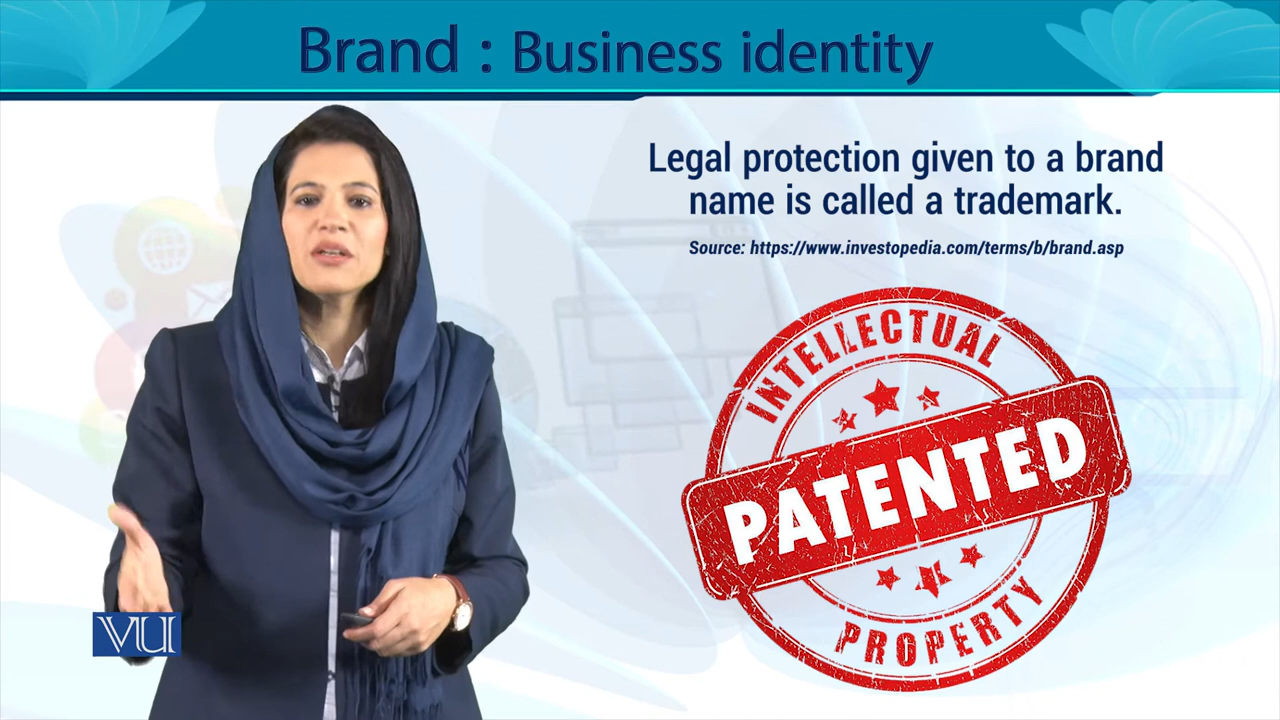 Brand : Business identity
Legal protection given to a brand
name is called a trademark.
Source: https://www.investopedia.com/terms/b/brand.asp
INTELLECTUAL
PATENTED
PROPERTY
VU